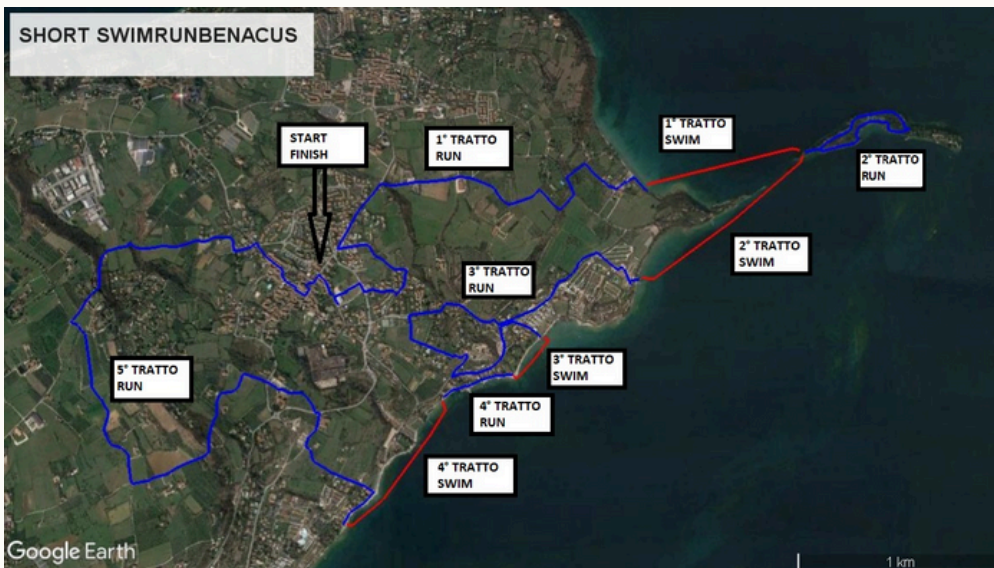 SHORT SWIMRUNBENACUS
START
FINISH
1° TRATTO
RUN
1° TRATTO
SWIM
2° TRATTO
RUN
2° TRATTO
SWIM
3° TRATTO
RUN
3° TRATTO
SWIM
4° TRATTO
RUN
4° TRATTO
SWIM
5° TRATTO
RUN
Google Earth
1 km